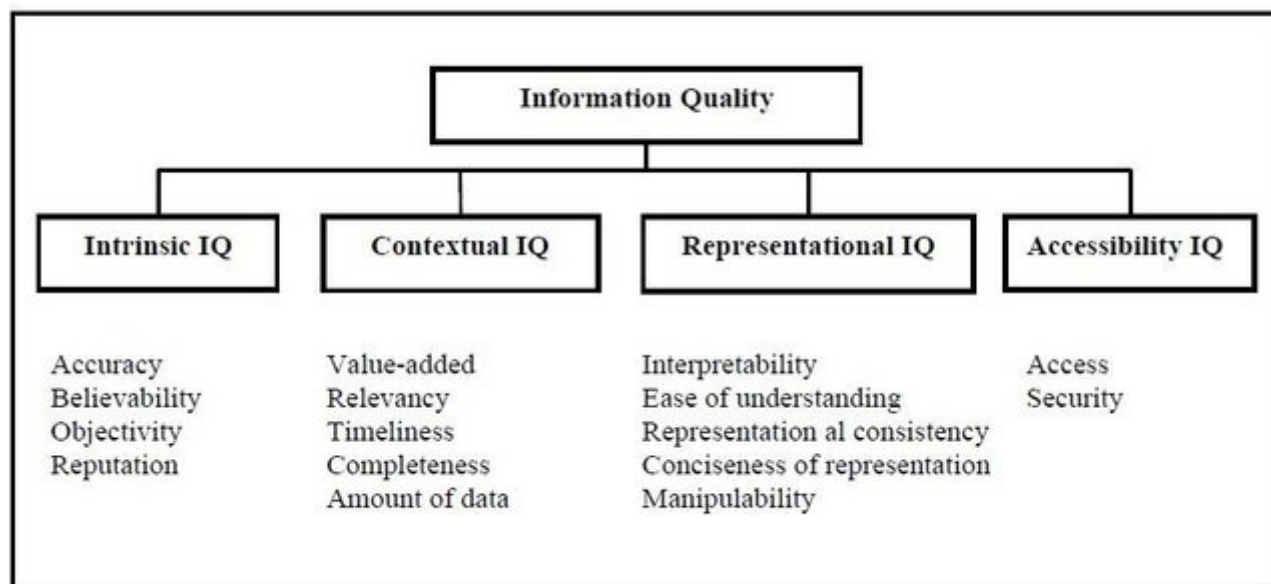 Information Quality
Intrinsic IQ
Contextual IQ
Representational IQ
Accessibility IQ
Accuracy
Believability
Objectivity
Reputation
Value-added
Relevancy
Timeliness
Completeness
Amount of data
Interpretability
Ease of understanding
Representation al consistency
Conciseness of representation
Manipulability
Access
Security